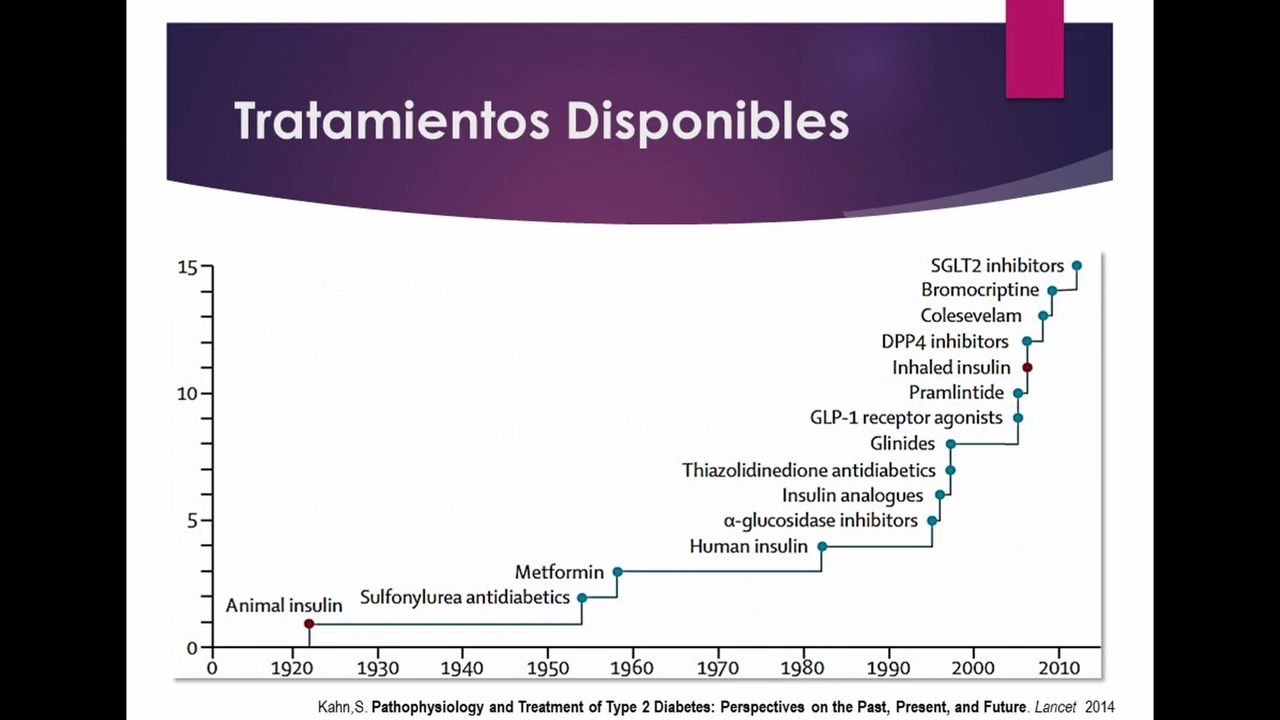 Tratamientos Disponibles
15
SGLT2 inhibitors
Bromocriptine
Colesevelam
DPP4 inhibitors
Inhaled insulin
10
Pramlintide
GLP-1 receptor agonists
Glinides
Thiazolidinedione antidiabetics
Insulin analogues
5
α-glucosidase inhibitors
Human insulin
Metformin
Sulfonylurea antidiabetics
Animal insulin
0
0 1920 1930 1940 1950 1960 1970 1980 1990 2000 2010
Kahn,S. Pathophysiology and Treatment of Type 2 Diabetes: Perspectives on the Past, Present, and Future. Lancet 2014